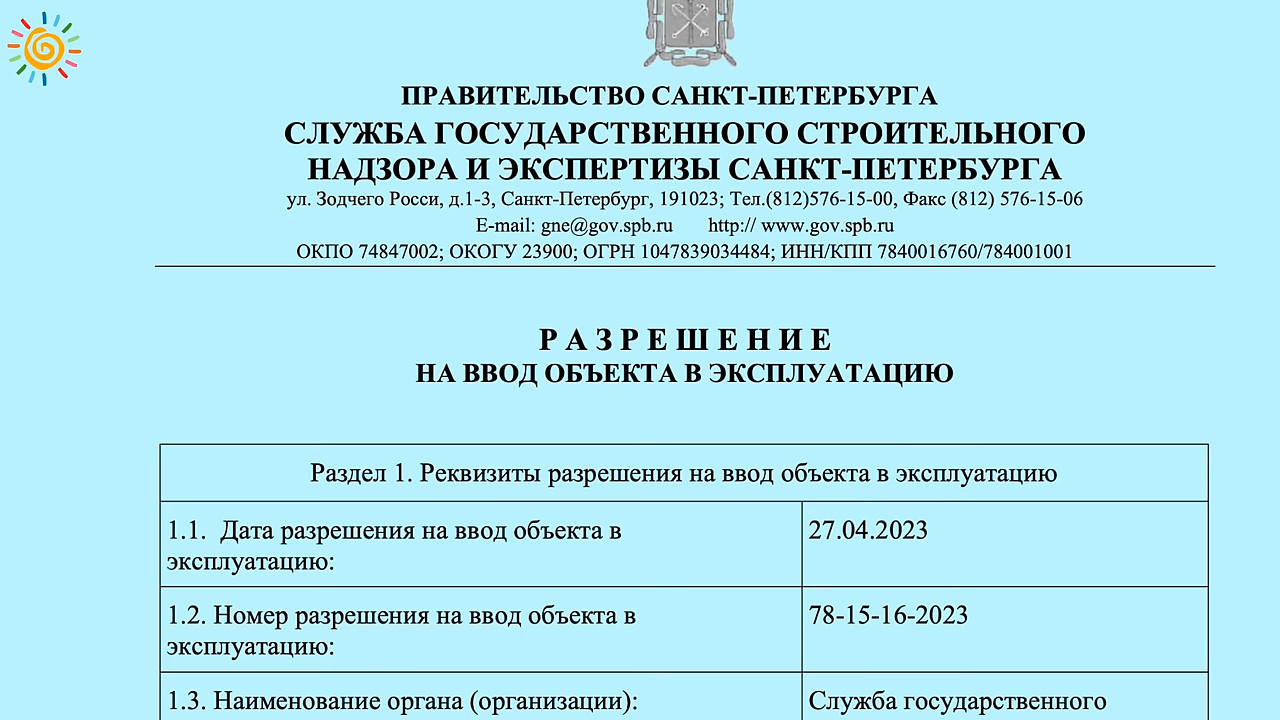 ПРАВИТЕЛЬСТВО САНКТ-ПЕТЕРБУРГА
СЛУЖБА ГОСУДАРСТВЕННОГО СТРОИТЕЛЬНОГО
НАДЗОРА И ЭКСПЕРТИЗЫ САНКТ-ПЕТЕРБУРГА
ул. Зодчего Росси, д.1-3, Санкт-Петербург, 191023; Тел.(812)576-15-00, Факс (812) 576-15-06
E-mail: gne@gov.spb.ru http:// www.gov.spb.ru
ОКПО 74847002; ОКОГУ 23900; ОГРН 1047839034484; ИНН/КПП 7840016760/784001001
Р А З Р Е Ш Е Н И Е
НА ВВОД ОБЪЕКТА В ЭКСПЛУАТАЦИЮ
Раздел 1. Реквизиты разрешения на ввод объекта в эксплуатацию
1.1. Дата разрешения на ввод объекта в
эксплуатацию:
27.04.2023
1.2. Номер разрешения на ввод объекта в
эксплуатацию:
78-15-16-2023
1.3. Наименование органа (организации):
Служба государственного